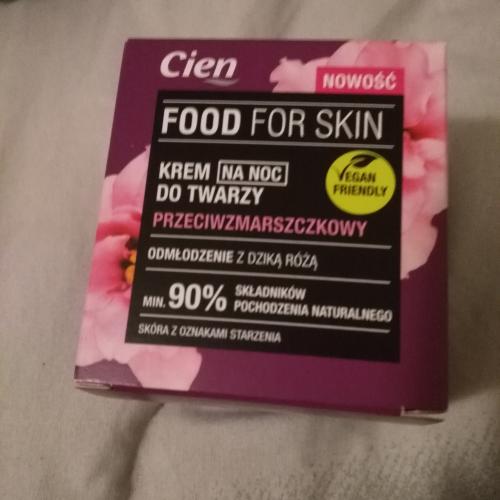 Cien
NOWOŚĆ
FOOD FOR SKIN
KREM NA NOC
DO TWARZY
VEGAN
FRIENDLY
PRZECIWZMARSZCZKOWY
ODMŁODZENIE Z DZIKĄ RÓŻĄ
MIN. 90% SKŁADNIKÓW
POCHODZENIA NATURALNEGO
SKÓRA Z OZNAKAMI STARZENIA